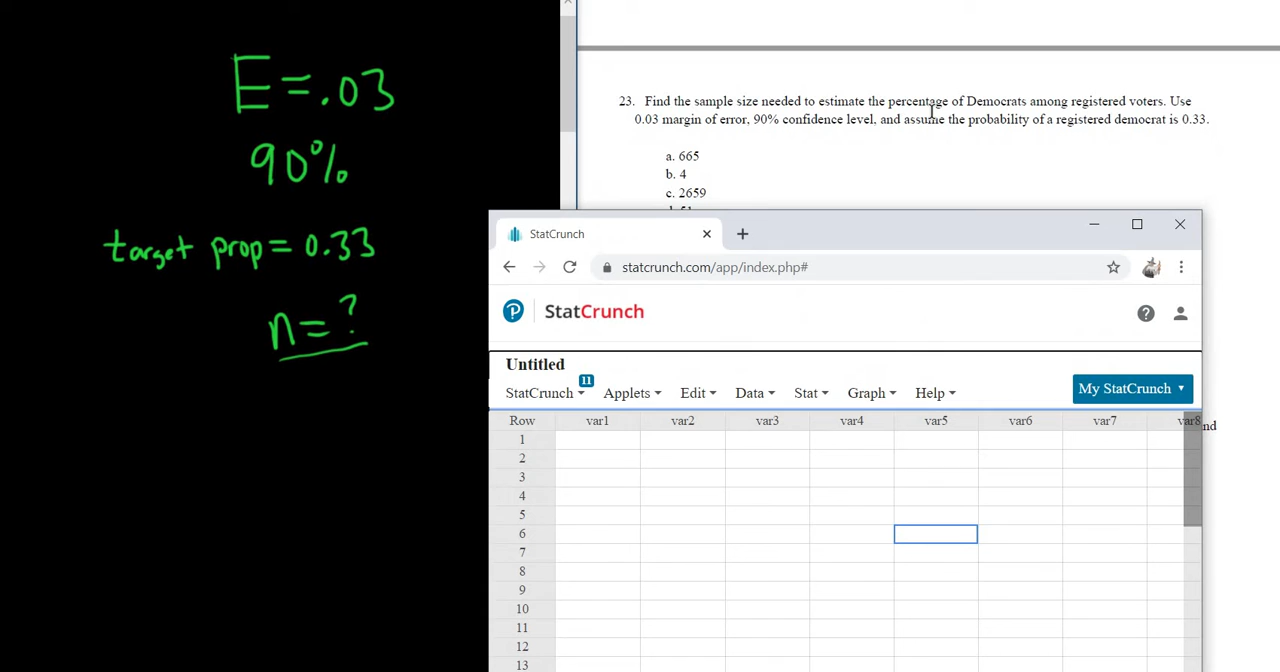 E = .03
90%
target prop = 0.33
n = ?
23. Find the sample size needed to estimate the percentage of Democrats among registered voters. Use
0.03 margin of error, 90% confidence level, and assume the probability of a registered democrat is 0.33.
a. 665
b. 4
c. 2659
StatCrunch
statcrunch.com/app/index.php#
StatCrunch
Untitled
StatCrunch 11 Applets Edit Data Stat Graph Help My StatCrunch
Row var1 var2 var3 var4 var5 var6 var7 var8
nd
1
2
3
4
5
6
7
8
9
10
11
12
13